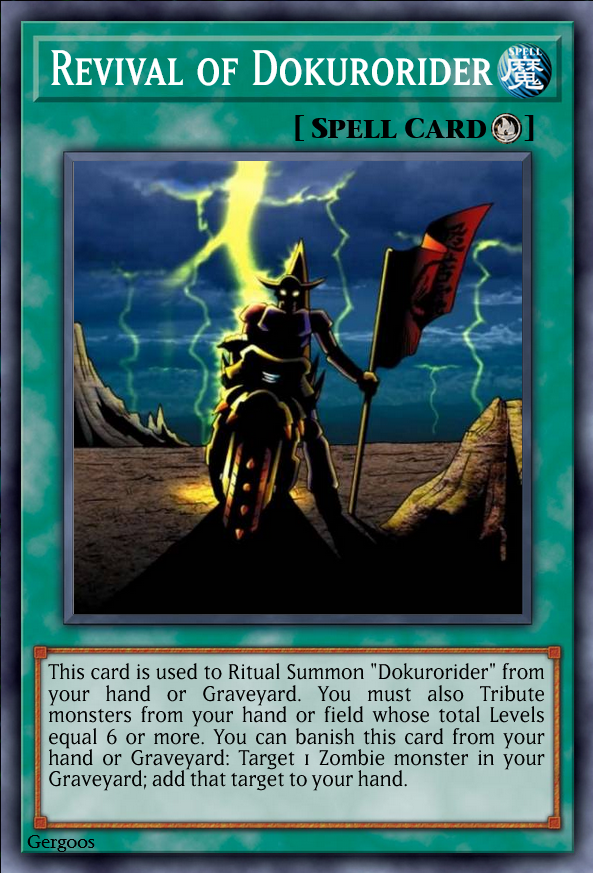 Revival of Dokurorider
SPELL
魔
[ Spell Card ]
This card is used to Ritual Summon "Dokurorider" from
your hand or Graveyard. You must also Tribute
monsters from your hand or field whose total Levels
equal 6 or more. You can banish this card from your
hand or Graveyard: Target 1 Zombie monster in your
Graveyard; add that target to your hand.
Gergoos